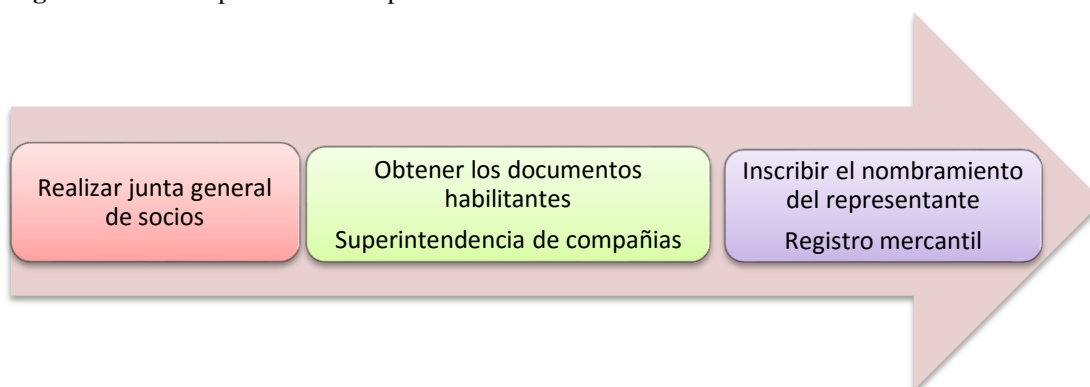 Realizar junta general
de socios
Obtener los documentos
habilitantes
Superintendencia de compañias
Inscribir el nombramiento
del representante
Registro mercantil